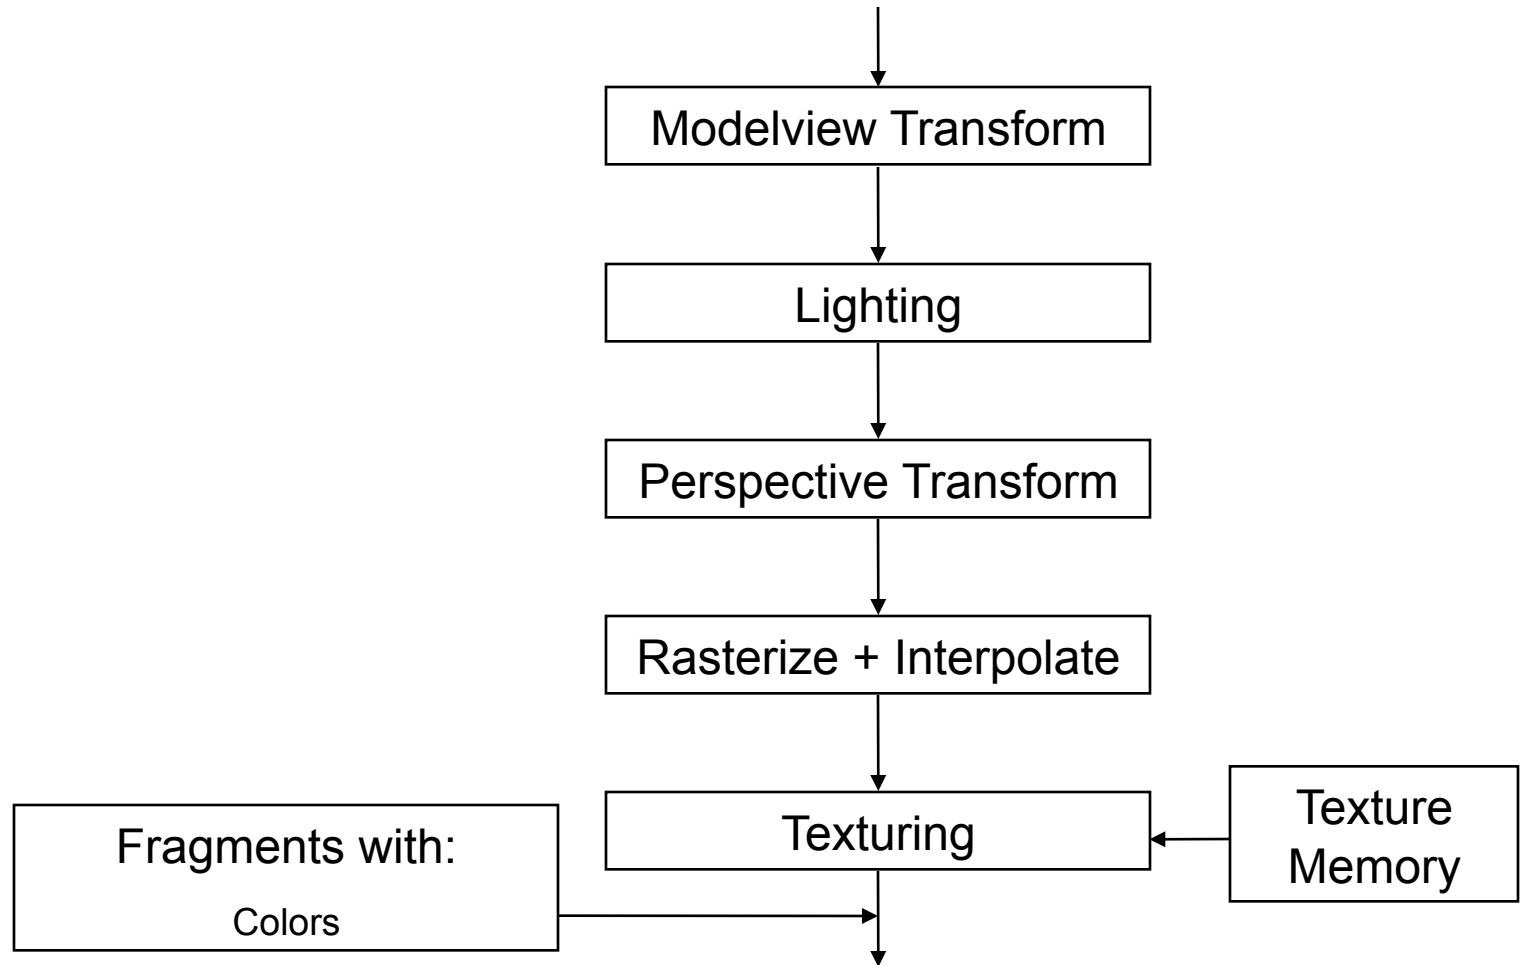 Modelview Transform
Lighting
Perspective Transform
Rasterize + Interpolate
Texturing
Texture
Memory
Fragments with:
Colors